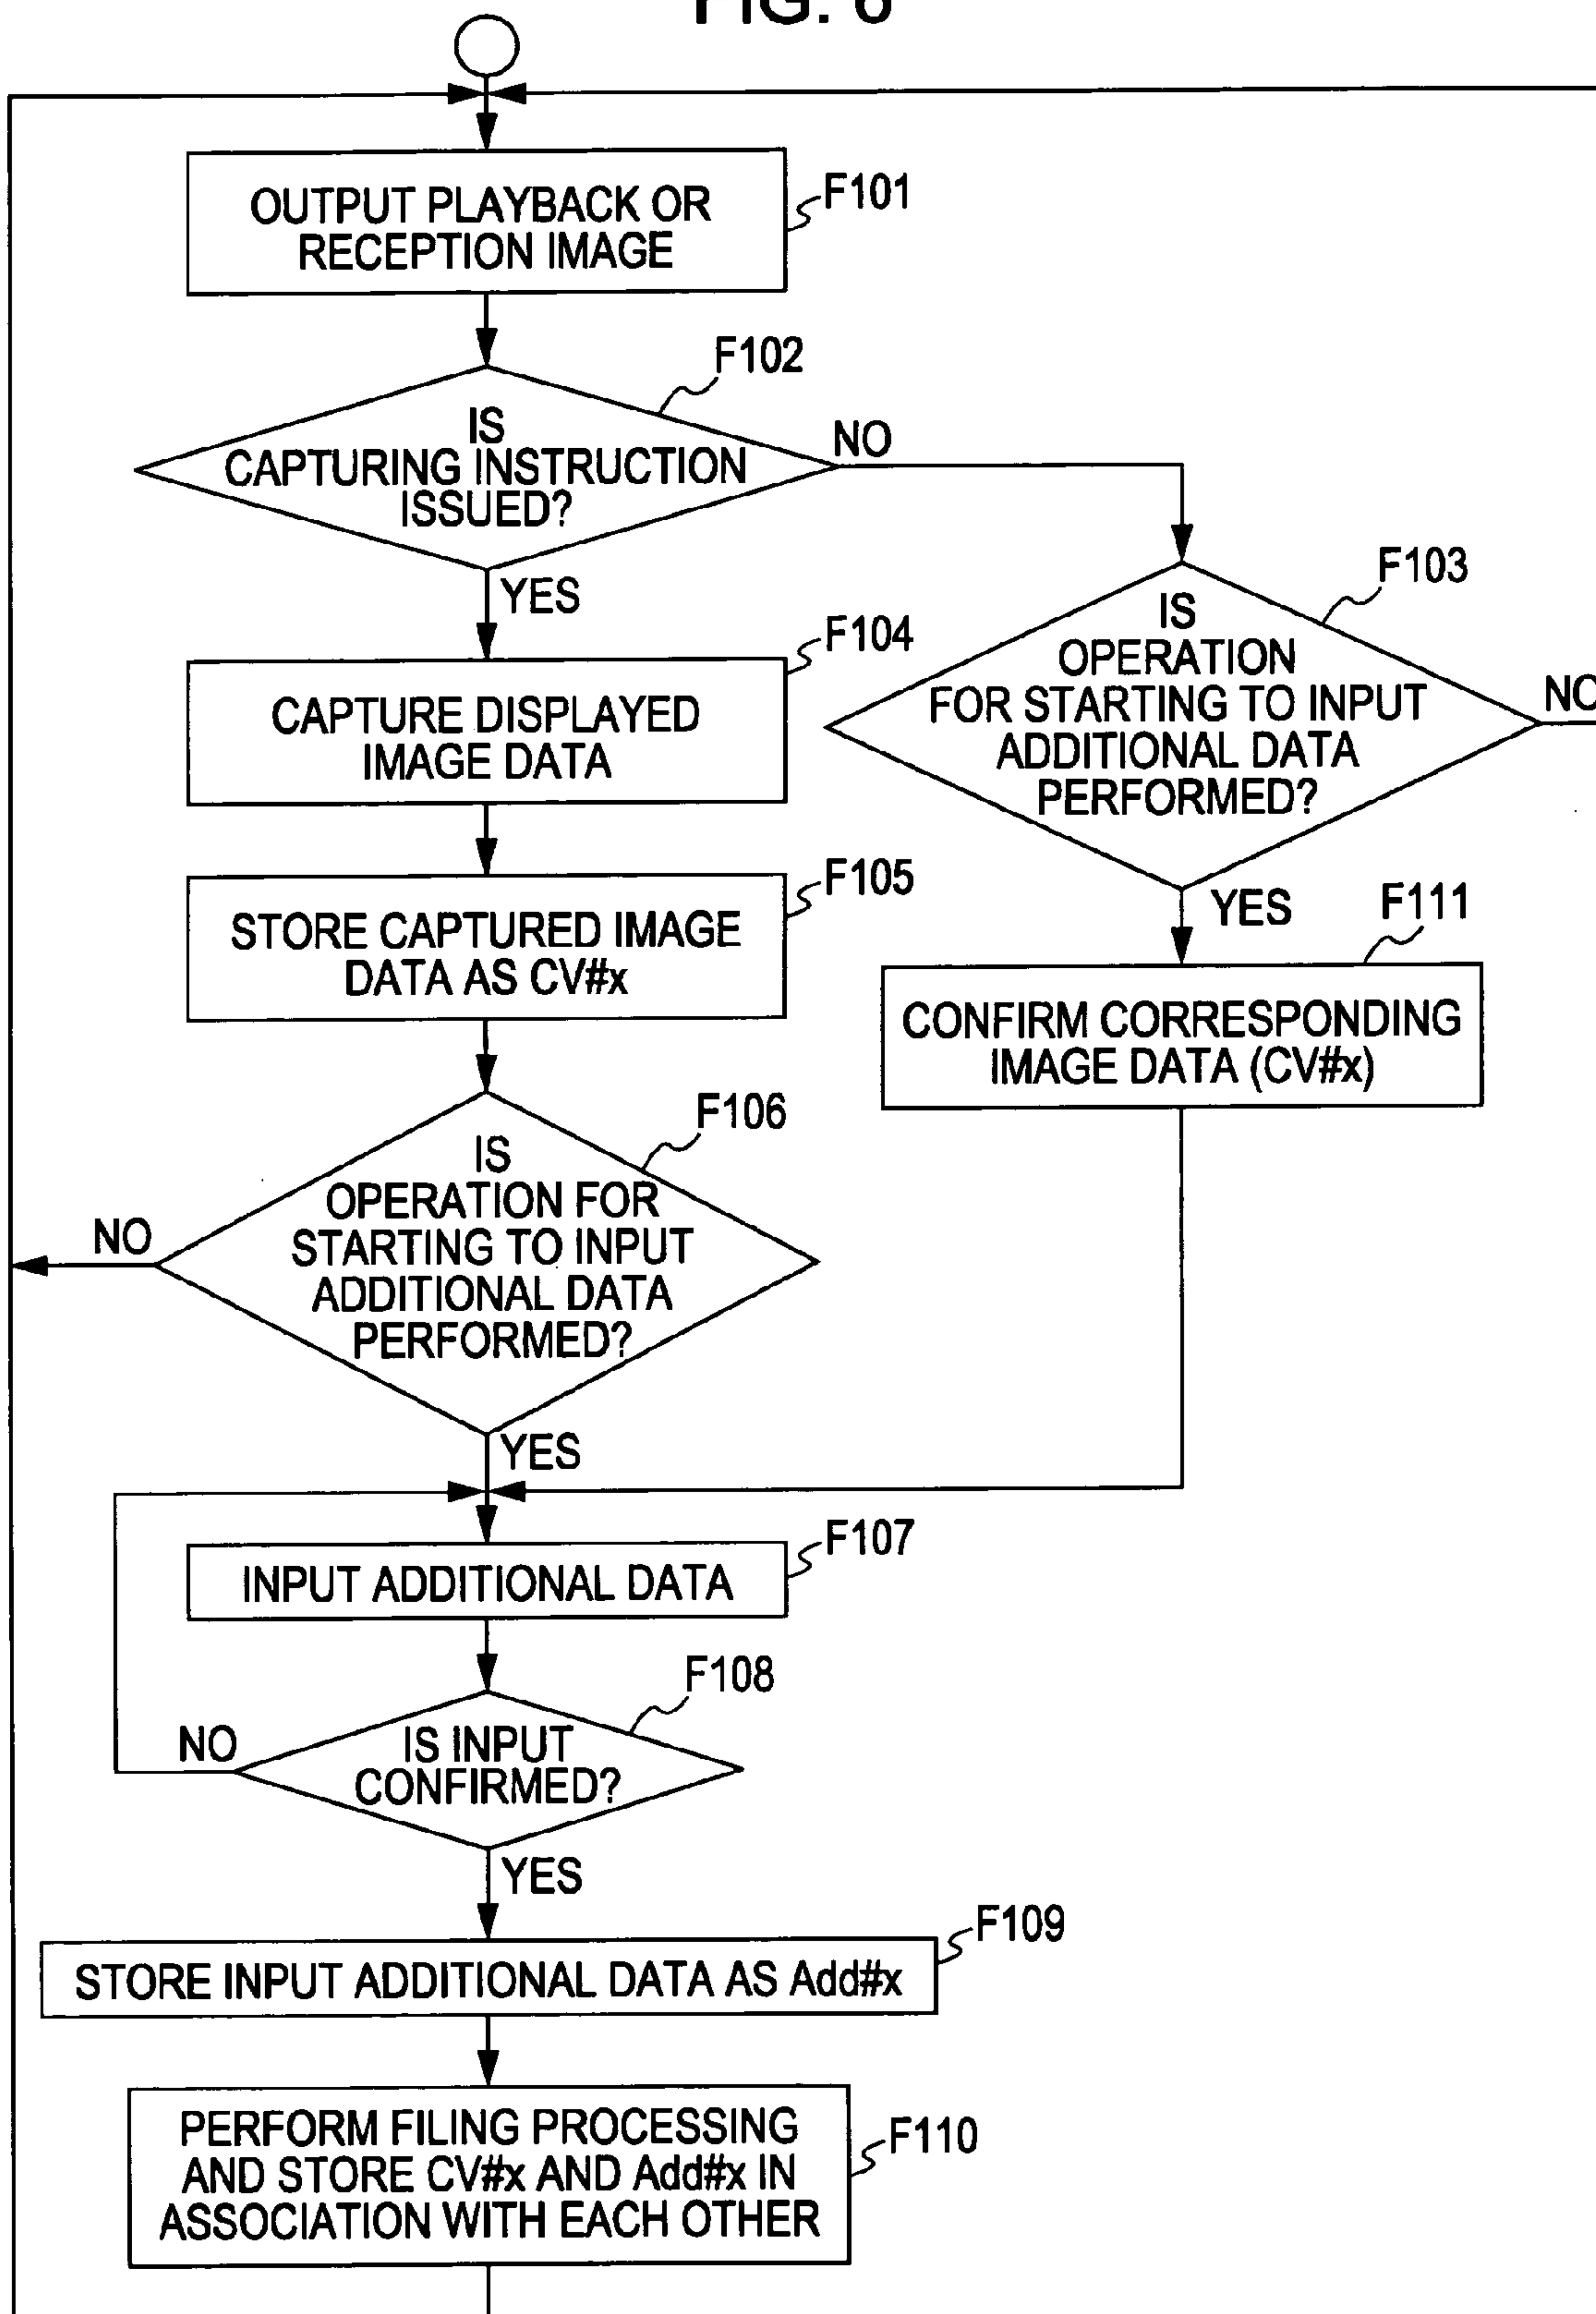 FIG. 6
OUTPUT PLAYBACK OR
RECEPTION IMAGE
F101
F102
IS
CAPTURING INSTRUCTION
ISSUED?
NO
YES
F103
IS
OPERATION
FOR STARTING TO INPUT
ADDITIONAL DATA
PERFORMED?
NO
YES
F104
CAPTURE DISPLAYED
IMAGE DATA
F105
STORE CAPTURED IMAGE
DATA AS CV#x
F111
CONFIRM CORRESPONDING
IMAGE DATA (CV#x)
F106
IS
OPERATION FOR
STARTING TO INPUT
ADDITIONAL DATA
PERFORMED?
NO
YES
F107
INPUT ADDITIONAL DATA
F108
IS INPUT
CONFIRMED?
NO
YES
F109
STORE INPUT ADDITIONAL DATA AS Add#x
F110
PERFORM FILING PROCESSING
AND STORE CV#x AND Add#x IN
ASSOCIATION WITH EACH OTHER